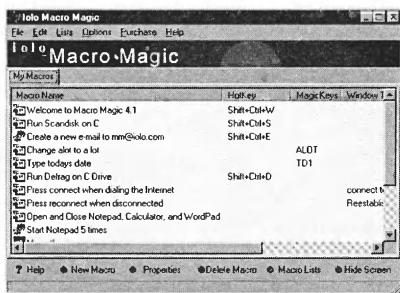 Iolo Macro Magic
File Edit Lists Options Purchase Help
iolo
Macro Magic
My Macros
Macro Name HotKey MagicKeys Window T
Welcome to Macro Magic 4.1 Shift+Ctrl+W
Run Scandisk on C Shift+Ctrl+S
Create a new e-mail to mm@iolo.com Shift+Ctrl+E
Change alot to a lot ALOT
Type todays date TD1
Run Defrag on C Drive Shift+Ctrl+D
Press connect when dialing the Internet connect t
Press reconnect when disconnected Reestablis
Open and Close Notepad, Calculator, and WordPad
Start Notepad 5 times
? Help New Macro Properties Delete Macro Macro Lists Hide Screen